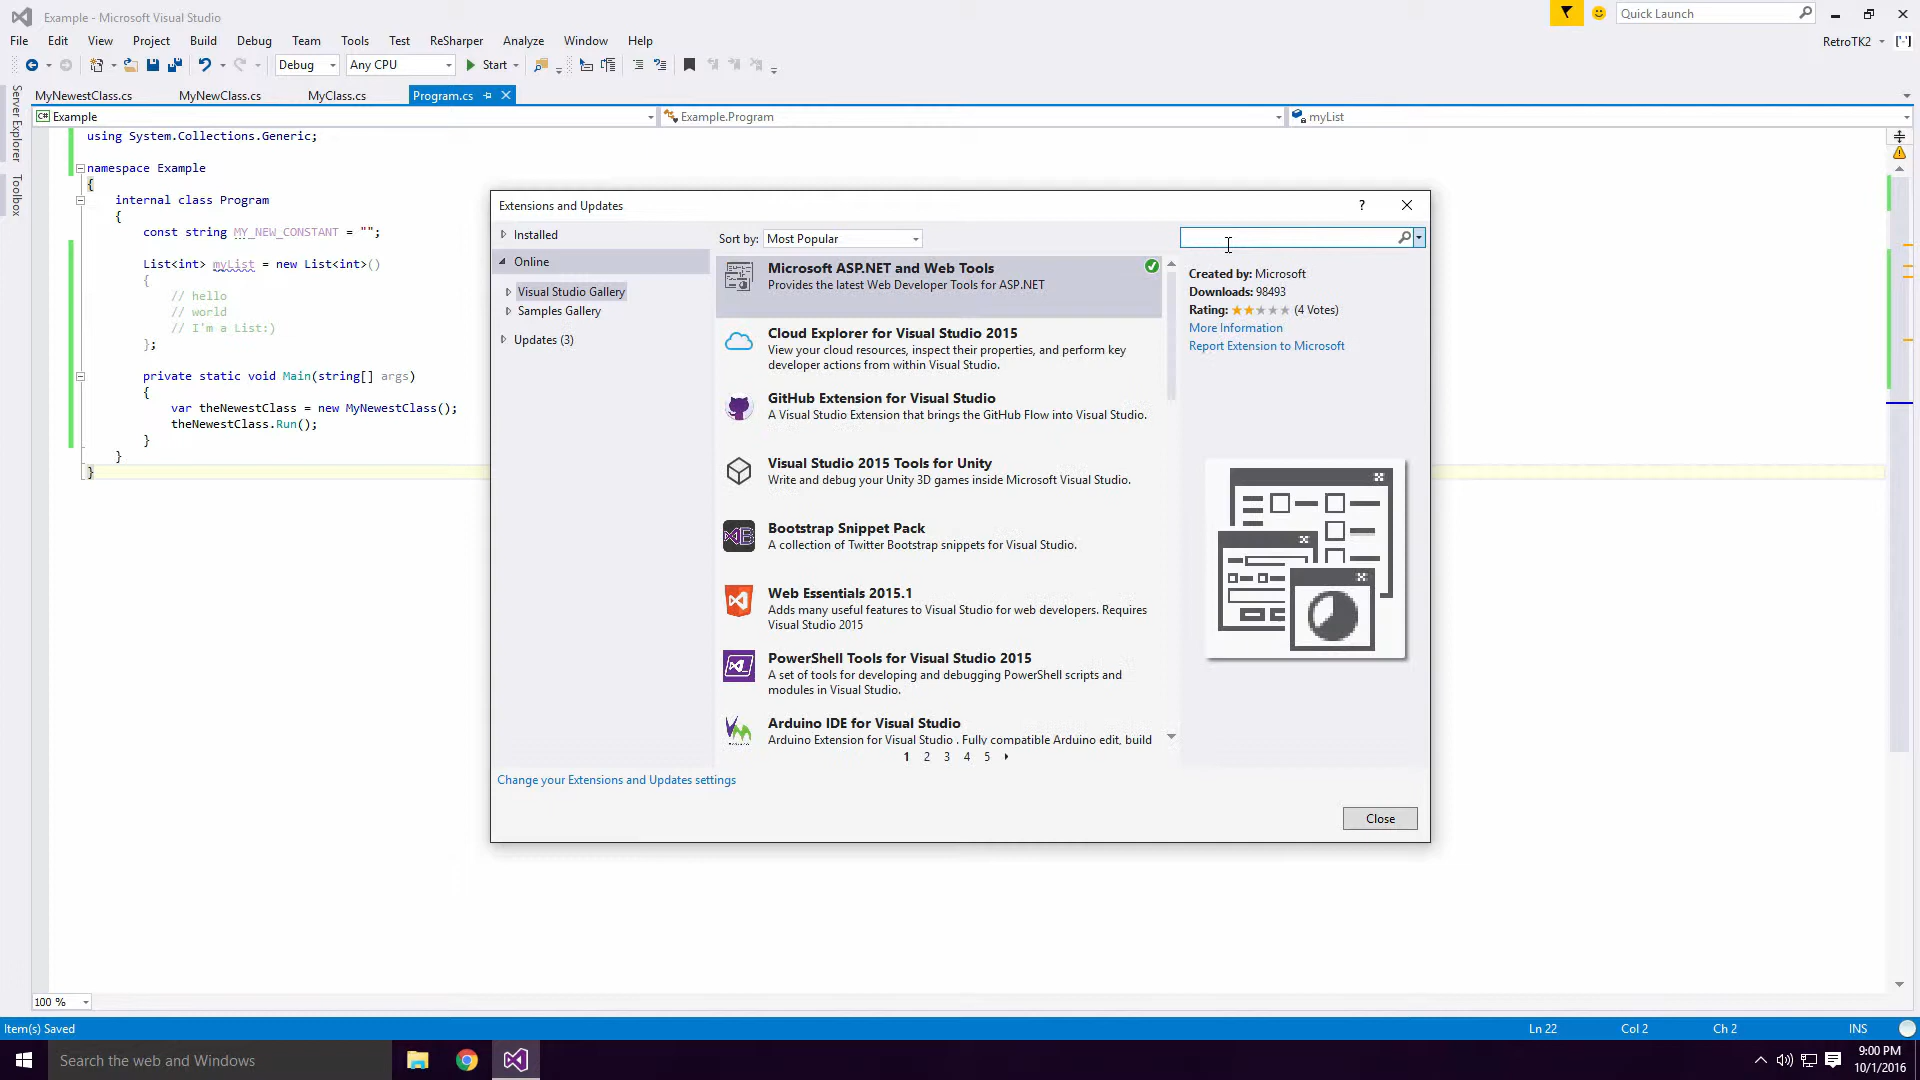 Example - Microsoft Visual Studio
Quick Launch
File Edit View Project Build Debug Team Tools Test ReSharper Analyze Window Help
RetroTK2
Debug Any CPU Start
MyNewestClass.cs MyNewClass.cs MyClass.cs Program.cs
C# Example Example.Program myList
Server Explorer
Toolbox
using System.Collections.Generic;
namespace Example
{
internal class Program
{
const string MY_NEW_CONSTANT = "";
List<int> myList = new List<int>()
{
// hello
// world
// I'm a List:)
};
private static void Main(string[] args)
{
var theNewestClass = new MyNewestClass();
theNewestClass.Run();
}
}
}
Extensions and Updates
?
Installed
Online
Visual Studio Gallery
Samples Gallery
Updates (3)
Sort by: Most Popular
Microsoft ASP.NET and Web Tools
Provides the latest Web Developer Tools for ASP.NET
Cloud Explorer for Visual Studio 2015
View your cloud resources, inspect their properties, and perform key
developer actions from within Visual Studio.
GitHub Extension for Visual Studio
A Visual Studio Extension that brings the GitHub Flow into Visual Studio.
Visual Studio 2015 Tools for Unity
Write and debug your Unity 3D games inside Microsoft Visual Studio.
Bootstrap Snippet Pack
A collection of Twitter Bootstrap snippets for Visual Studio.
Web Essentials 2015.1
Adds many useful features to Visual Studio for web developers. Requires
Visual Studio 2015
PowerShell Tools for Visual Studio 2015
A set of tools for developing and debugging PowerShell scripts and
modules in Visual Studio.
Arduino IDE for Visual Studio
Arduino Extension for Visual Studio . Fully compatible Arduino edit, build
1 2 3 4 5
Created by: Microsoft
Downloads: 98493
Rating: (4 Votes)
More Information
Report Extension to Microsoft
Change your Extensions and Updates settings
Close
100 %
Item(s) Saved Ln 22 Col 2 Ch 2 INS
Search the web and Windows
9:00 PM
10/1/2016